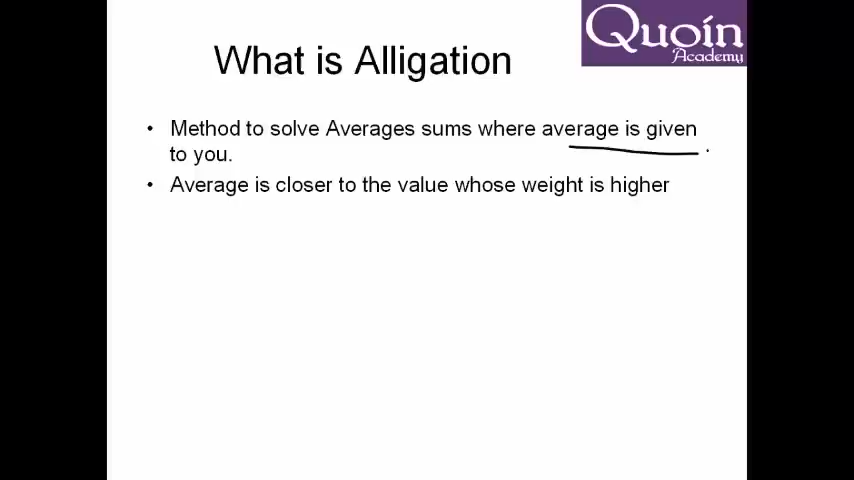 Quoin
Academy
What is Alligation
• Method to solve Averages sums where average is given
to you.
• Average is closer to the value whose weight is higher